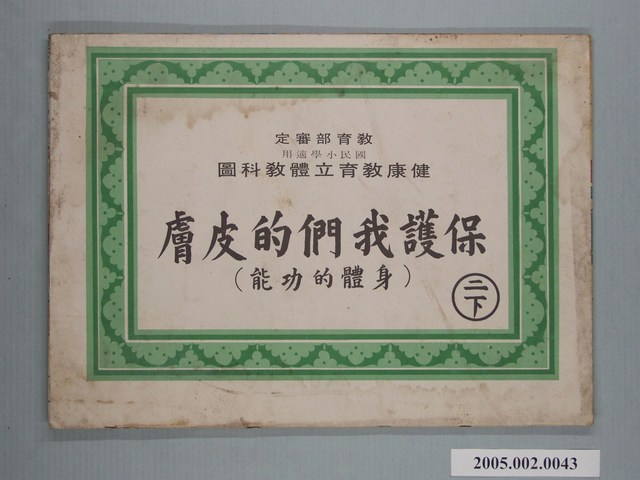 教育部審定
國民小學適用
健康教育立體教科圖
保護我們的皮膚
（身體的功能）
二下
2005.002.0043